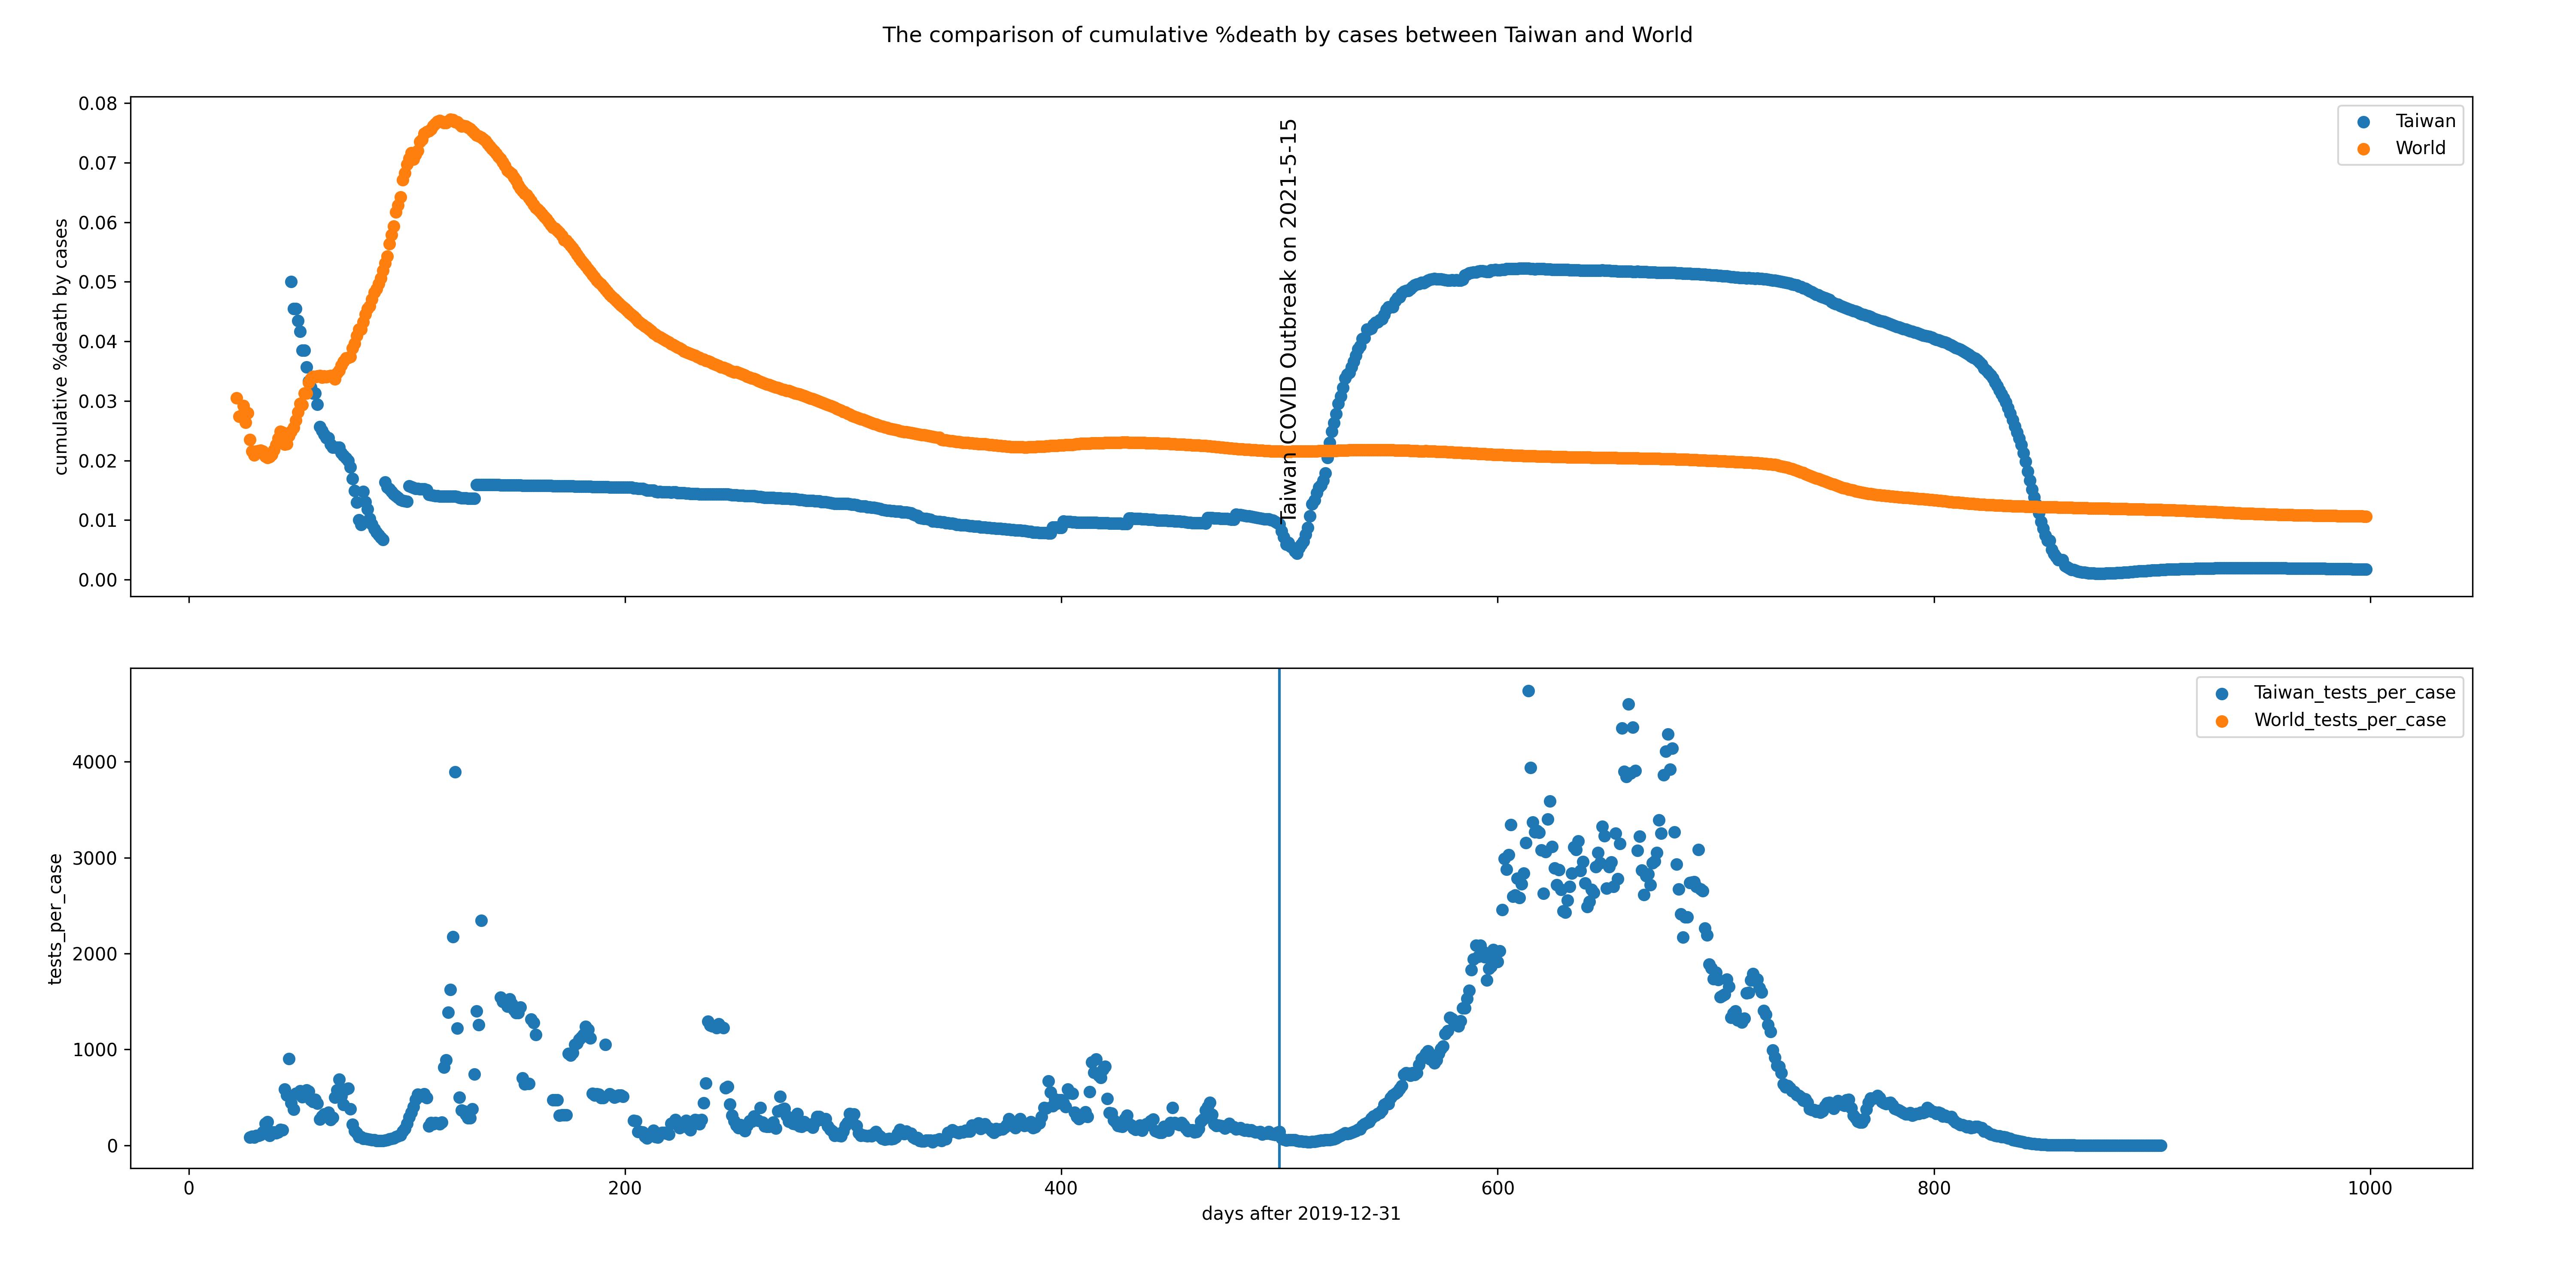 The comparison of cumulative %death by cases between Taiwan and World
cumulative %death by cases
0.08
0.07
0.06
0.05
0.04
0.03
0.02
0.01
0.00
Taiwan COVID Outbreak on 2021-5-15
Taiwan
World
tests_per_case
4000
3000
2000
1000
0
Taiwan_tests_per_case
World_tests_per_case
0 200 400 600 800 1000
days after 2019-12-31